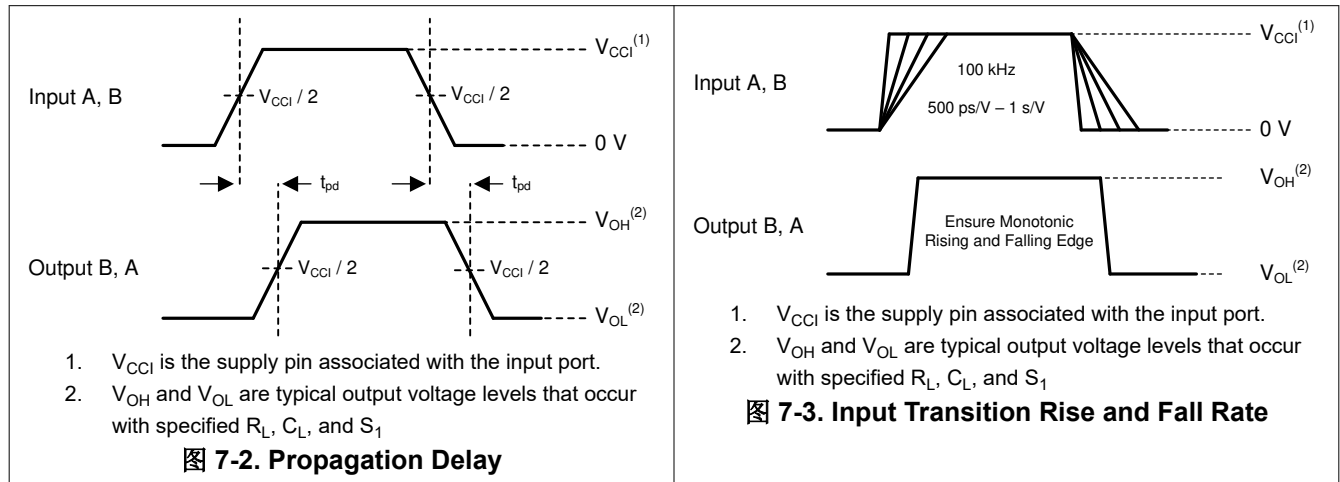 V_CCI^(1)
Input A, B
V_CCI / 2
V_CCI / 2
0 V
t_pd
t_pd
V_OH^(2)
Output B, A
V_CCI / 2
V_CCI / 2
V_OL^(2)
1. V_CCI is the supply pin associated with the input port.
2. V_OH and V_OL are typical output voltage levels that occur
with specified R_L, C_L, and S_1
图 7-2. Propagation Delay
V_CCI^(1)
Input A, B
100 kHz
500 ps/V – 1 s/V
0 V
V_OH^(2)
Output B, A
Ensure Monotonic
Rising and Falling Edge
V_OL^(2)
1. V_CCI is the supply pin associated with the input port.
2. V_OH and V_OL are typical output voltage levels that occur
with specified R_L, C_L, and S_1
图 7-3. Input Transition Rise and Fall Rate